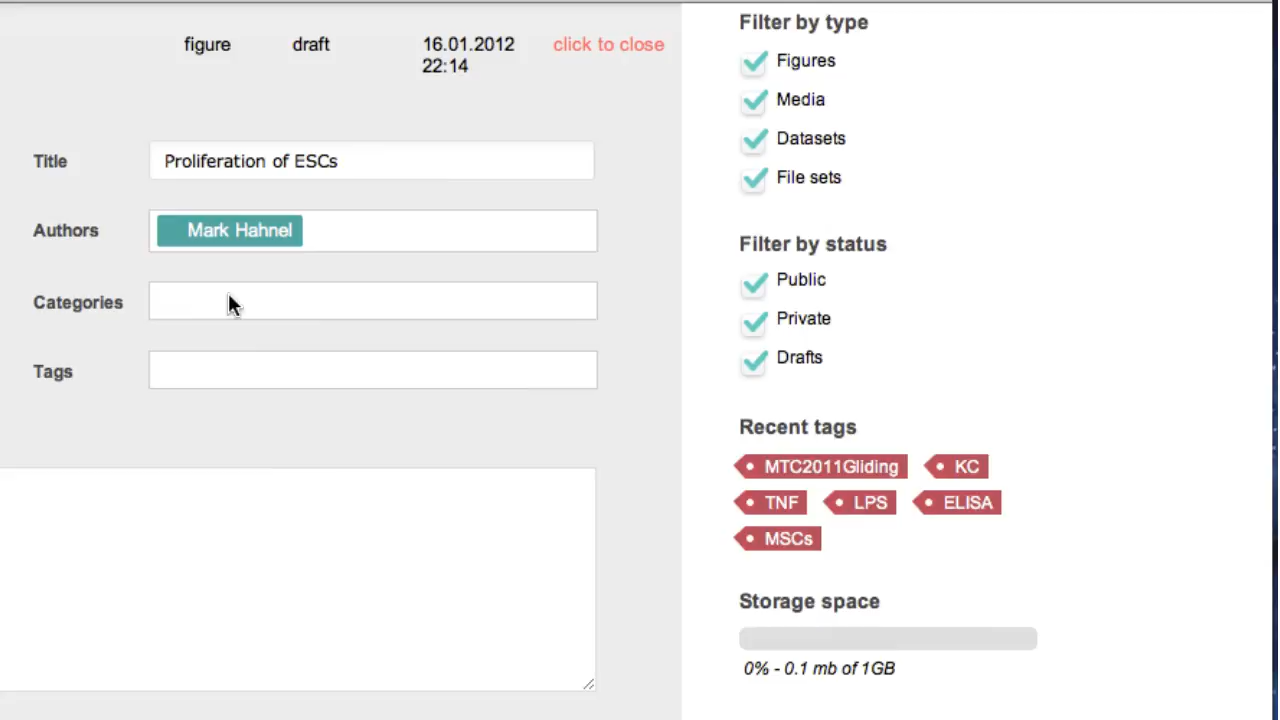 figure draft 16.01.2012 click to close
22:14
Title Proliferation of ESCs
Authors Mark Hahnel
Categories
Tags
Filter by type
Figures
Media
Datasets
File sets
Filter by status
Public
Private
Drafts
Recent tags
MTC2011Gliding KC
TNF LPS ELISA
MSCs
Storage space
0% - 0.1 mb of 1GB